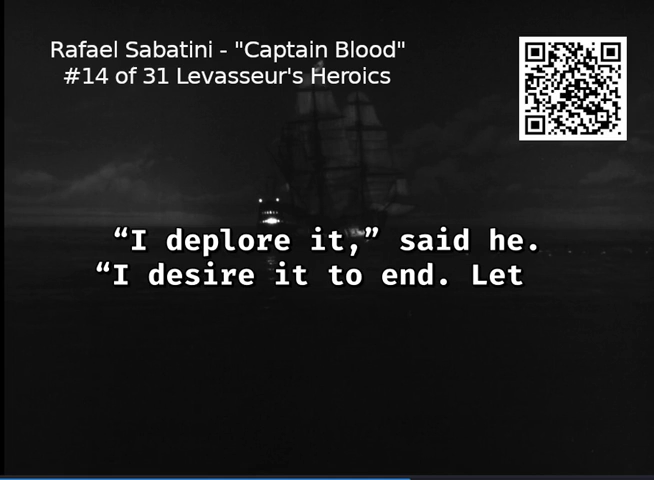 Rafael Sabatini - "Captain Blood"
#14 of 31 Levasseur's Heroics
“I deplore it,” said he.
“I desire it to end. Let